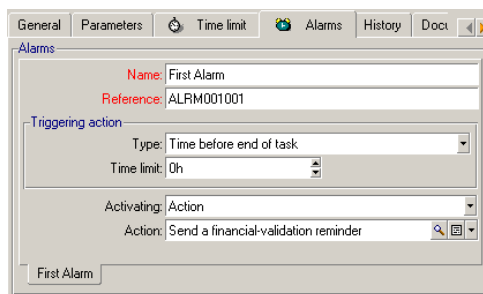 General Parameters Time limit Alarms History Docu
Alarms
Name: First Alarm
Reference: ALRM001001
Triggering action
Type: Time before end of task
Time limit: 0h
Activating: Action
Action: Send a financial-validation reminder
First Alarm